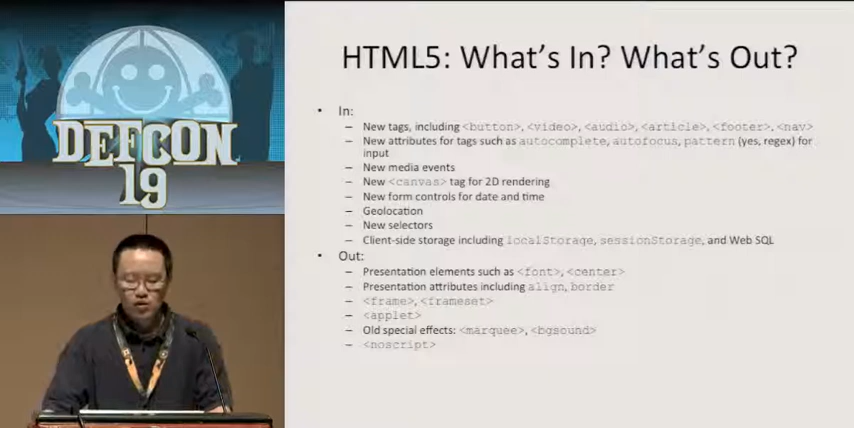 DEFCON
19
HTML5: What's In? What's Out?
• In:
– New tags, including <button>, <video>, <audio>, <article>, <footer>, <nav>
– New attributes for tags such as autocomplete, autofocus, pattern (yes, regex) for
input
– New media events
– New <canvas> tag for 2D rendering
– New form controls for date and time
– Geolocation
– New selectors
– Client-side storage including localStorage, sessionStorage, and Web SQL
• Out:
– Presentation elements such as <font>, <center>
– Presentation attributes including align, border
– <frame>, <frameset>
– <applet>
– Old special effects: <marquee>, <bgsound>
– <noscript>